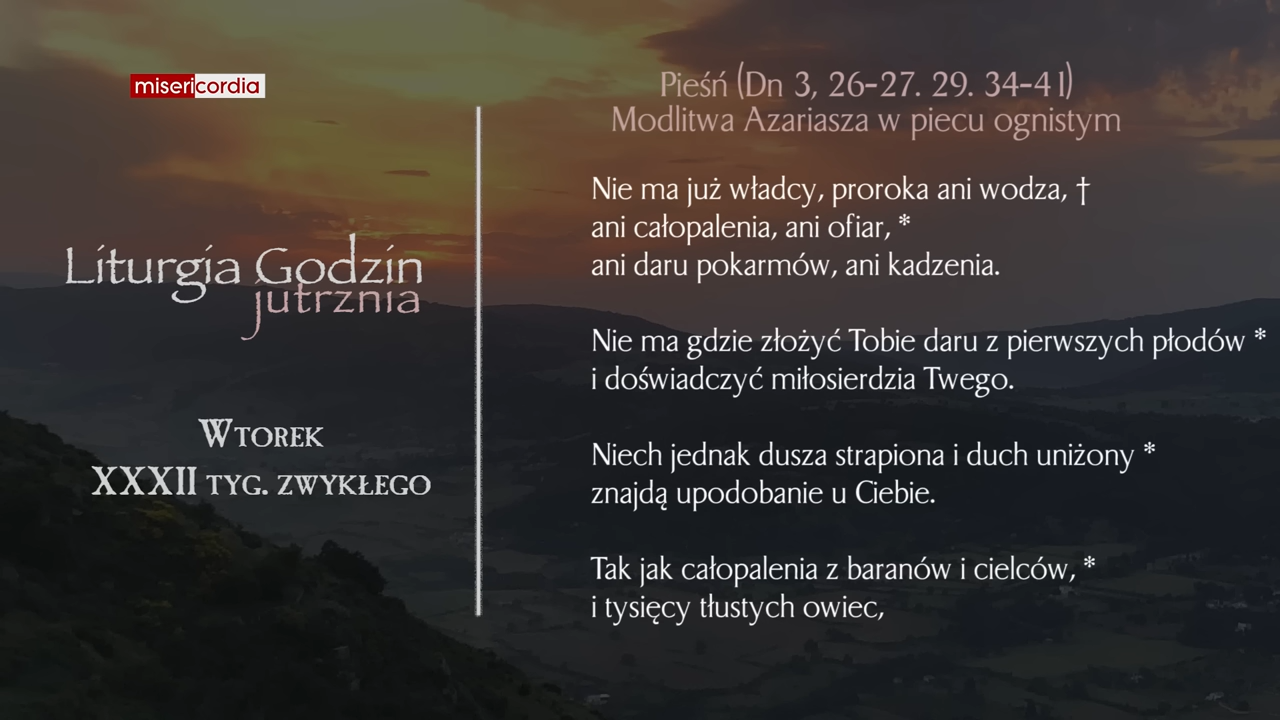 misericordia
Liturgia Godzin
jutrznia
Wtorek
XXXII tyg. zwykłego
Pieśń (Dn 3, 26-27. 29. 34-41)
Modlitwa Azariasza w piecu ognistym
Nie ma już władcy, proroka ani wodza, †
ani całopalenia, ani ofiar, *
ani daru pokarmów, ani kadzenia.
Nie ma gdzie złożyć Tobie daru z pierwszych płodów *
i doświadczyć miłosierdzia Twego.
Niech jednak dusza strapiona i duch uniżony *
znajdą upodobanie u Ciebie.
Tak jak całopalenia z baranów i cielców, *
i tysięcy tłustych owiec,